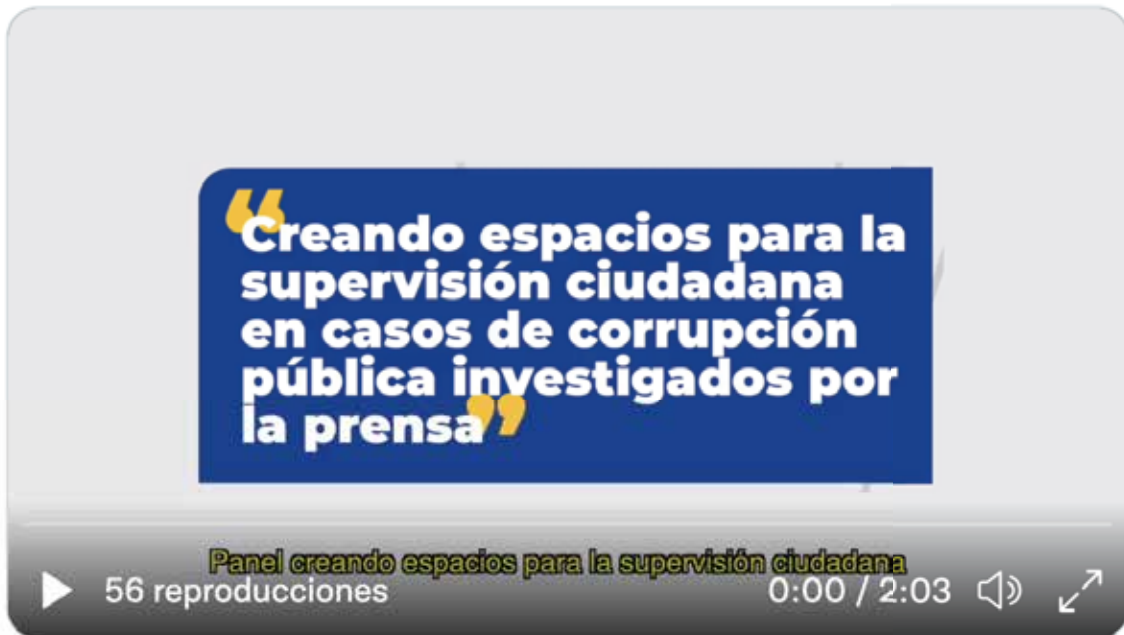 “Creando espacios para la
supervisión ciudadana
en casos de corrupción
pública investigados por
la prensa”
Panel creando espacios para la supervisión ciudadana
56 reproducciones
0:00 / 2:03